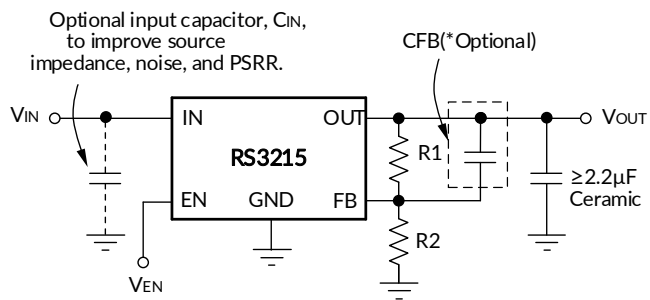 Optional input capacitor, CIN,
to improve source
impedance, noise, and PSRR.
CFB(*Optional)
VIN
IN
OUT
VOUT
RS3215
R1
≥2.2µF
Ceramic
EN
GND
FB
R2
VEN